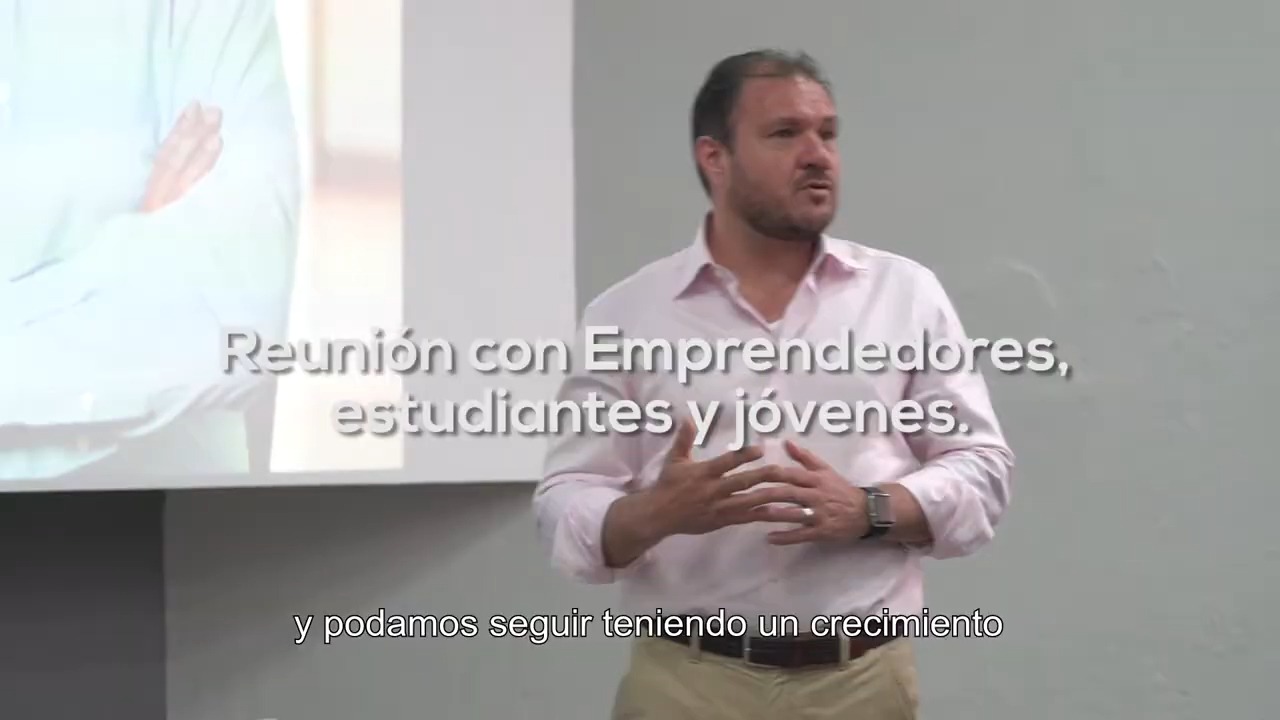 Reunión con Emprendedores,
estudiantes y jóvenes.
y podamos seguir teniendo un crecimiento